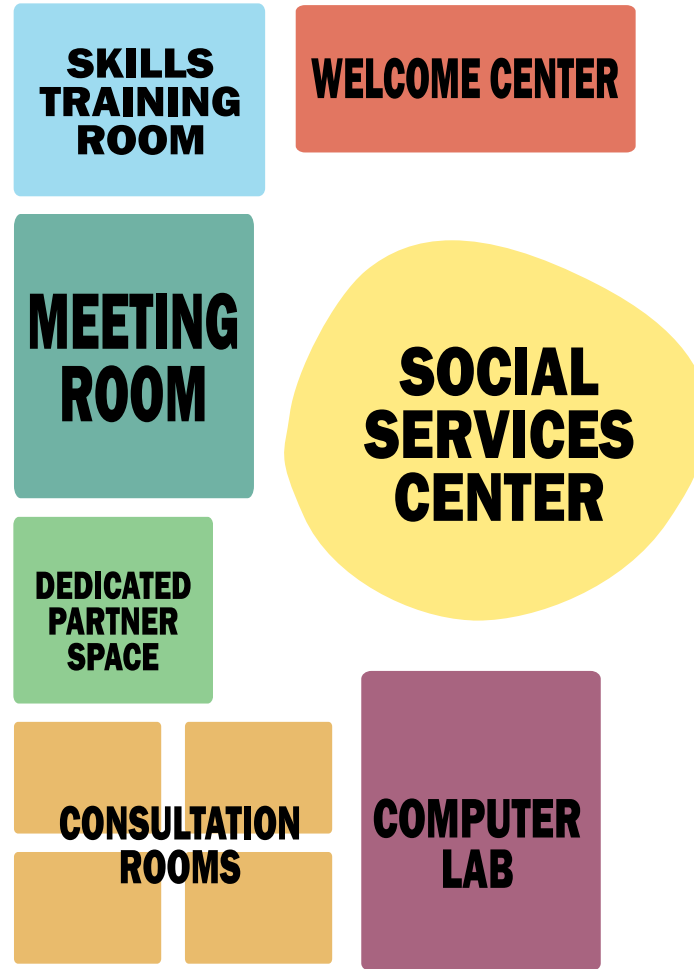 SKILLS
TRAINING
ROOM
WELCOME CENTER
MEETING
ROOM
SOCIAL
SERVICES
CENTER
DEDICATED
PARTNER
SPACE
CONSULTATION
ROOMS
COMPUTER
LAB